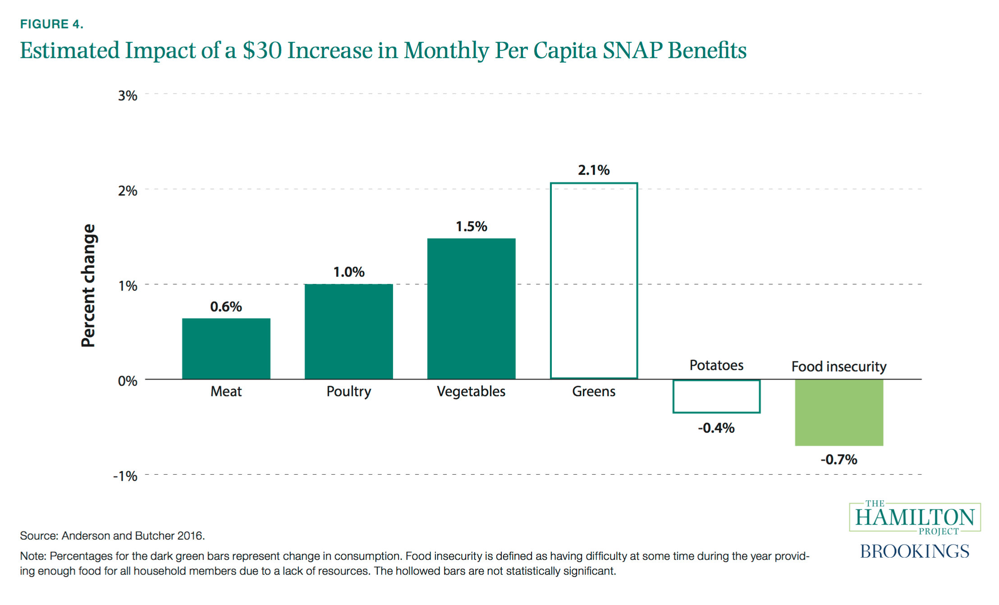 FIGURE 4.
Estimated Impact of a $30 Increase in Monthly Per Capita SNAP Benefits
Percent change
3%
2%
1%
0%
-1%
0.6%
1.0%
1.5%
2.1%
Potatoes
Food insecurity
Meat
Poultry
Vegetables
Greens
-0.4%
-0.7%
THE
HAMILTON
PROJECT
BROOKINGS
Source: Anderson and Butcher 2016.
Note: Percentages for the dark green bars represent change in consumption. Food insecurity is defined as having difficulty at some time during the year provid-
ing enough food for all household members due to a lack of resources. The hollowed bars are not statistically significant.